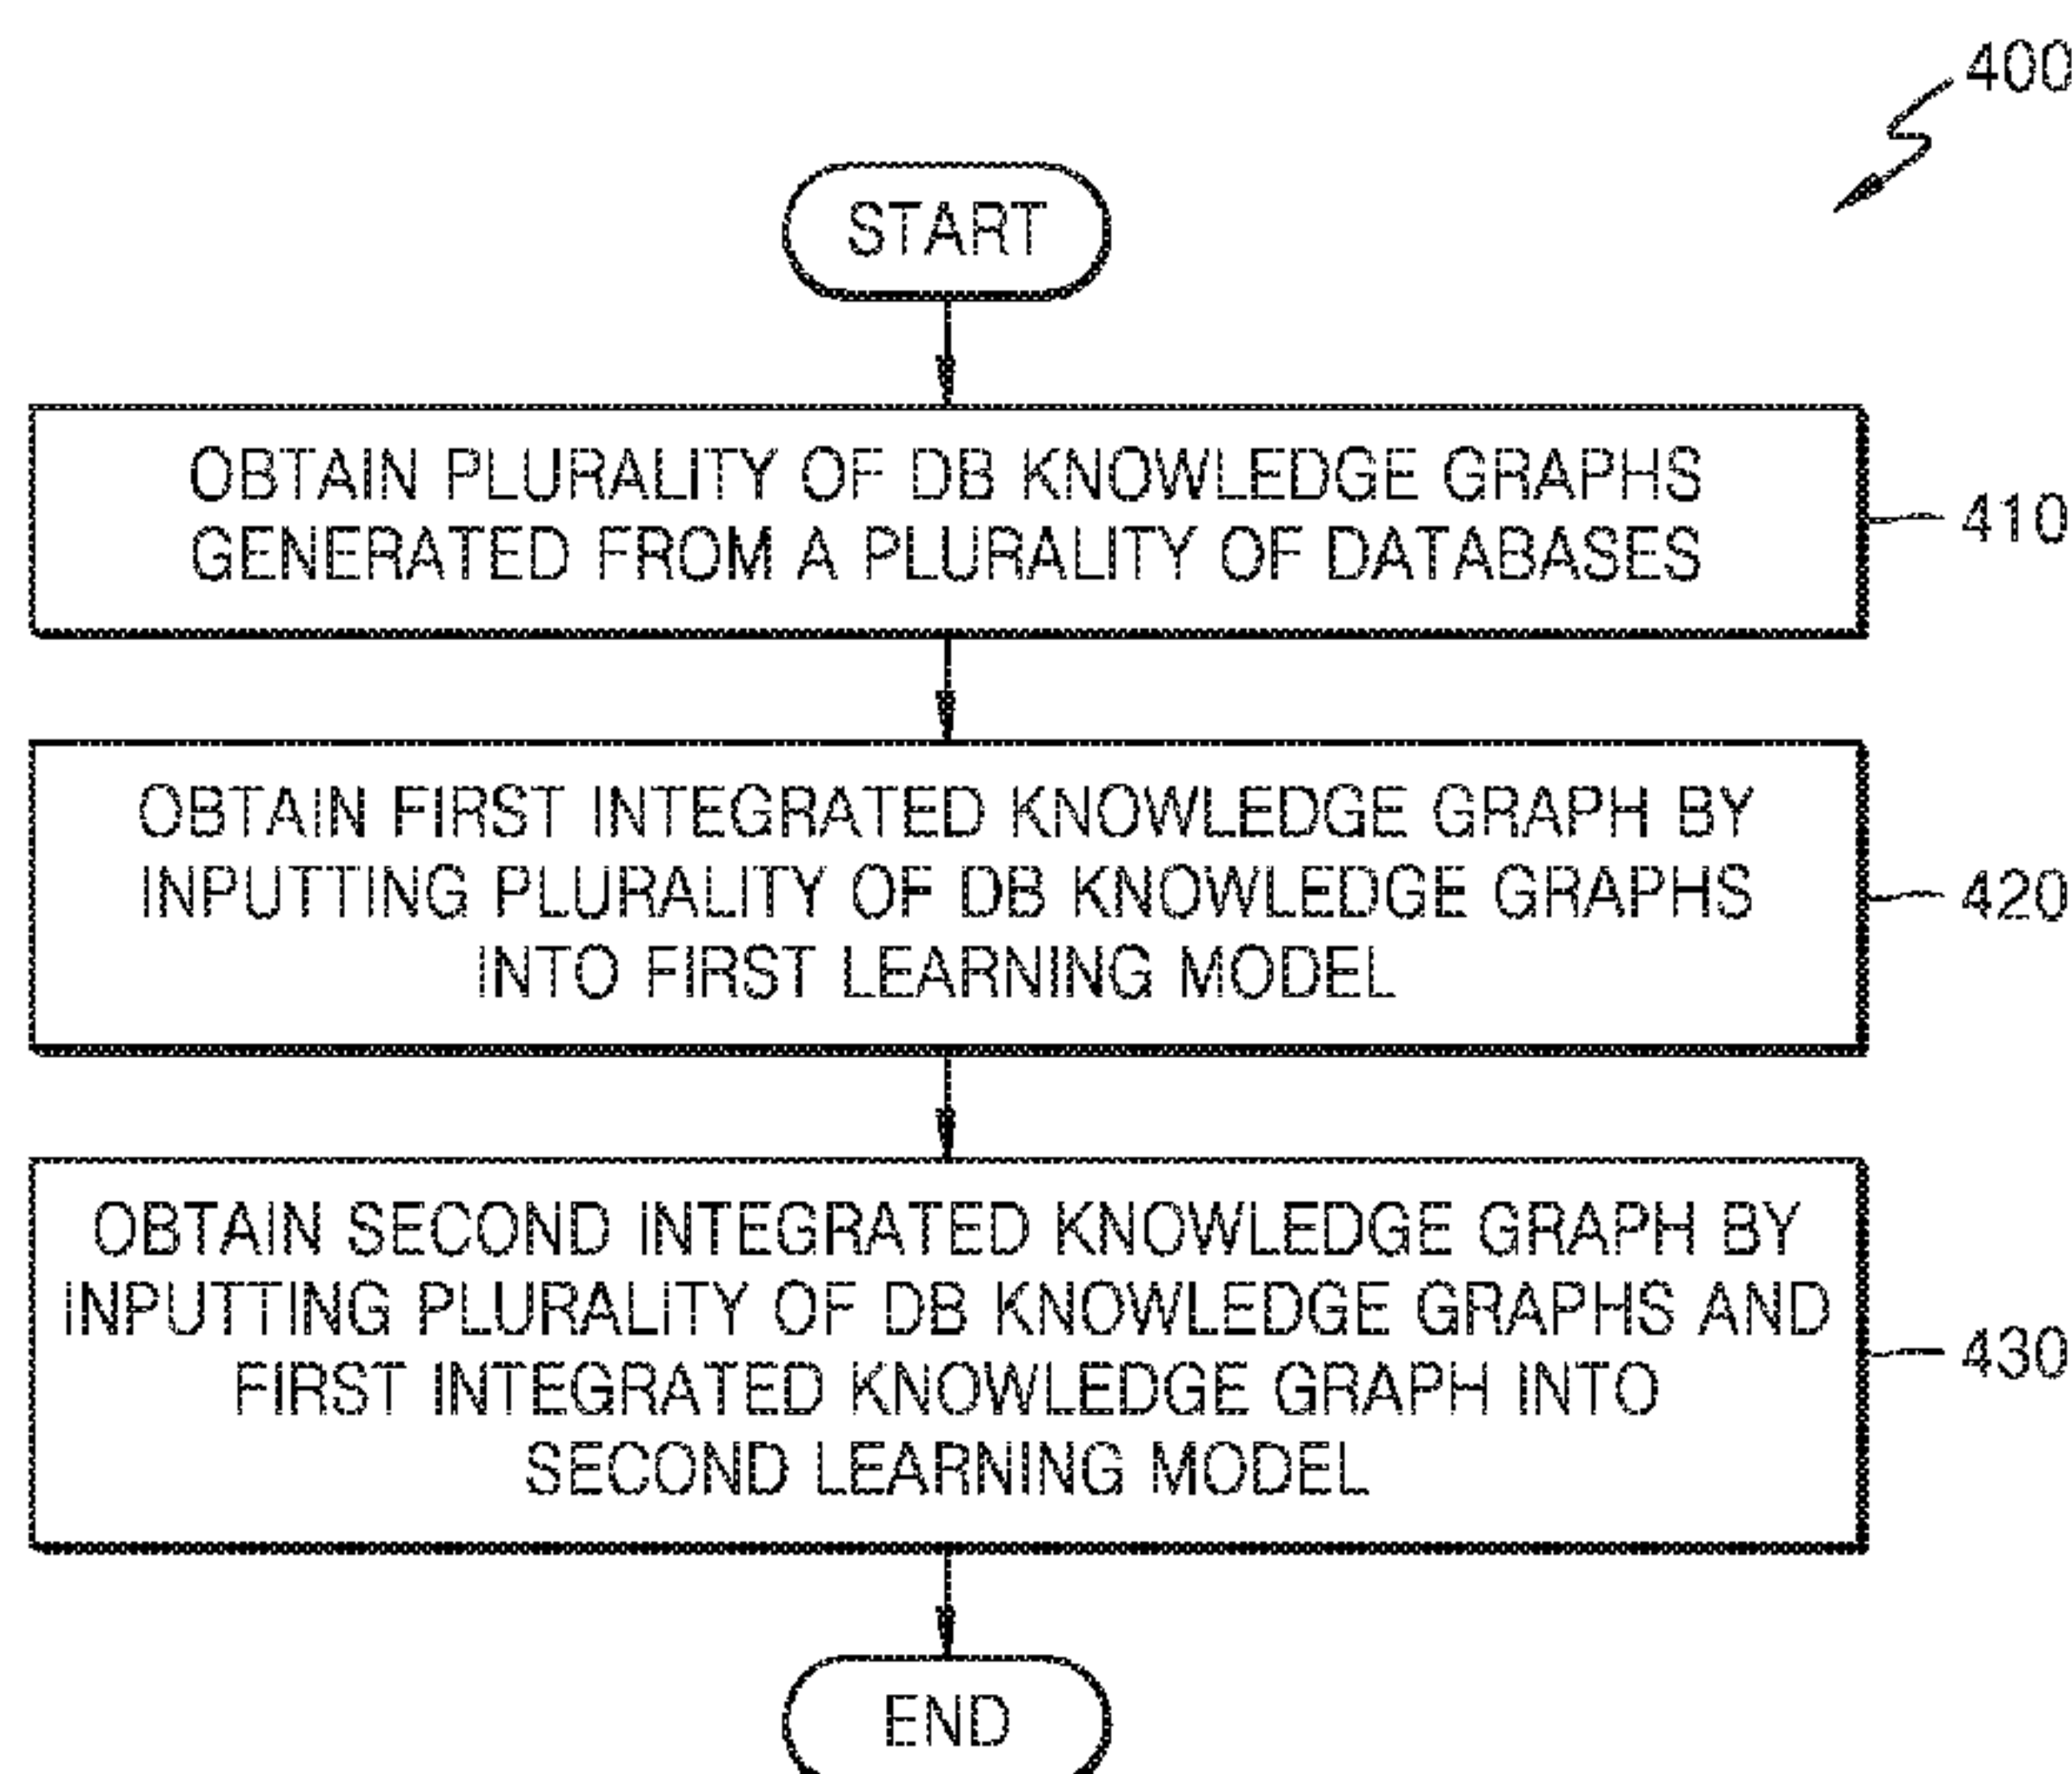 400
START
OBTAIN PLURALITY OF DB KNOWLEDGE GRAPHS
GENERATED FROM A PLURALITY OF DATABASES
410
OBTAIN FIRST INTEGRATED KNOWLEDGE GRAPH BY
INPUTTING PLURALITY OF DB KNOWLEDGE GRAPHS
INTO FIRST LEARNING MODEL
420
OBTAIN SECOND INTEGRATED KNOWLEDGE GRAPH BY
INPUTTING PLURALITY OF DB KNOWLEDGE GRAPHS AND
FIRST INTEGRATED KNOWLEDGE GRAPH INTO
SECOND LEARNING MODEL
430
END